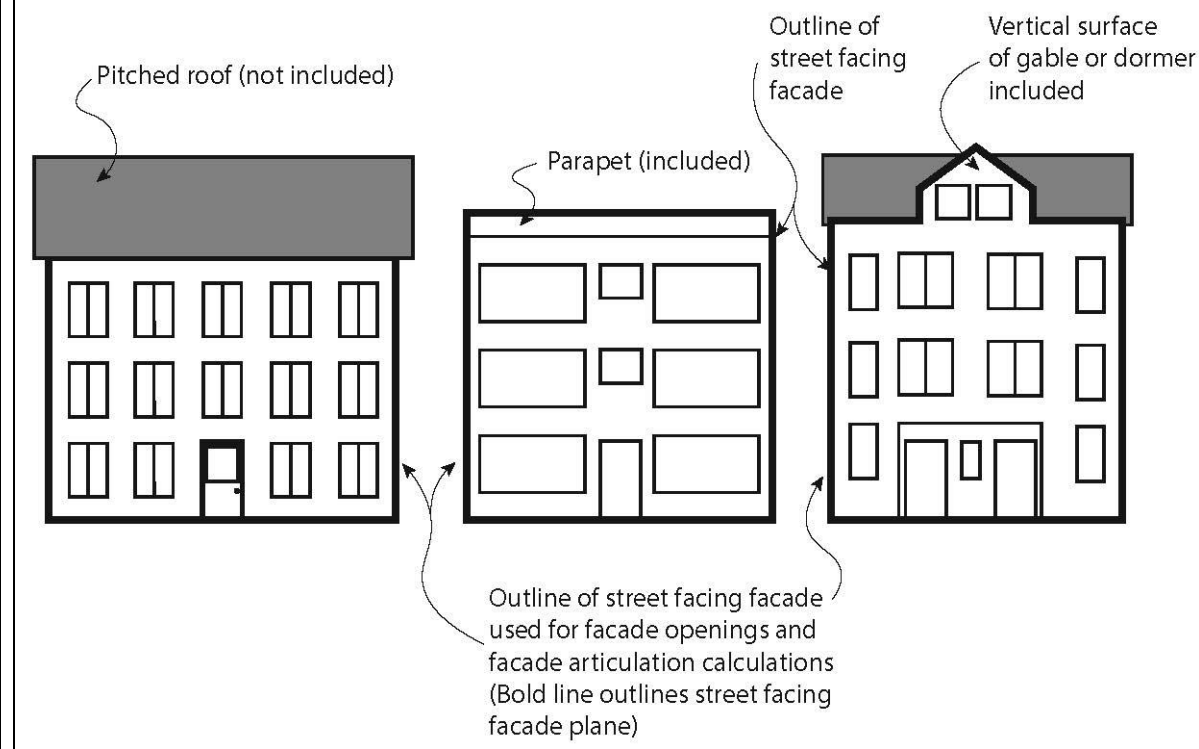 Pitched roof (not included)
Parapet (included)
Outline of
street facing
facade
Vertical surface
of gable or dormer
included
Outline of street facing facade
used for facade openings and
facade articulation calculations
(Bold line outlines street facing
facade plane)